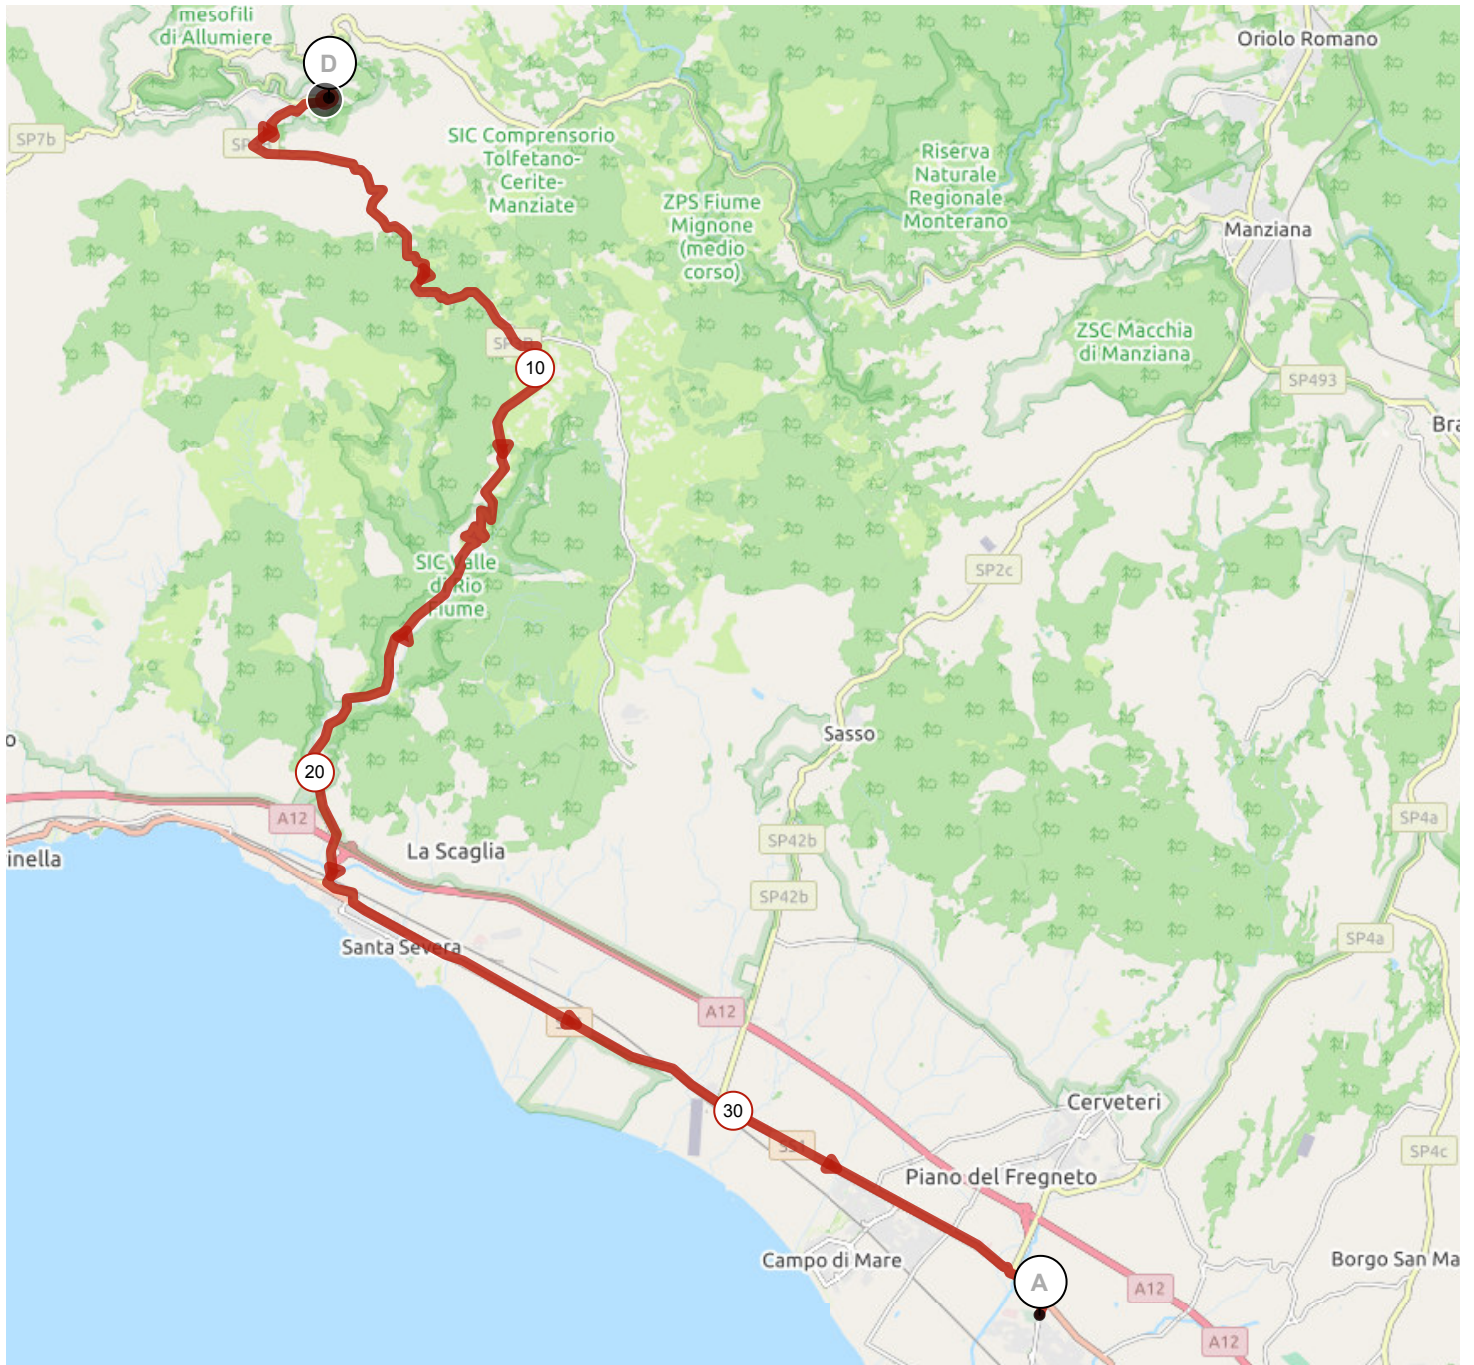 mesofili
di Allumiere
D
Oriolo Romano
SP7b
SIC Comprensorio
Tolfetano-
Cerite-
Manziate
Riserva
Naturale
Regionale
Monterano
ZPS Fiume
Mignone
(medio
corso)
Manziana
ZSC Macchia
di Manziana
10
SP493
Bra
SIC Valle
di Rio
Fiume
SP2c
Sasso
o
20
A12
SP4a
SP42b
inella
La Scaglia
SP42b
Santa Severa
SP4a
A12
30
Cerveteri
SP4c
Piano del Fregneto
Campo di Mare
Borgo San Ma
A
A12
A12